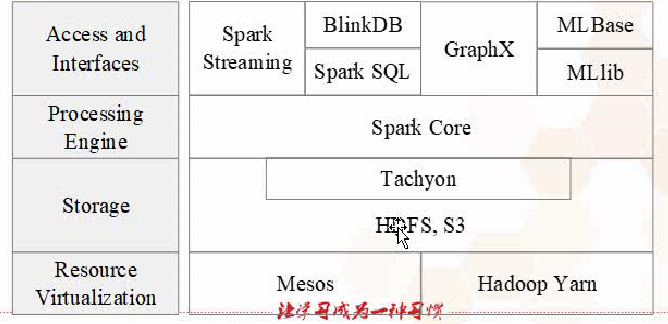 Access and
Interfaces
Spark
Streaming
BlinkDB
Spark SQL
GraphX
MLBase
MLlib
Processing
Engine
Spark Core
Storage
Tachyon
HDFS, S3
Resource
Virtualization
Mesos
Hadoop Yarn
让学习成为一种习惯